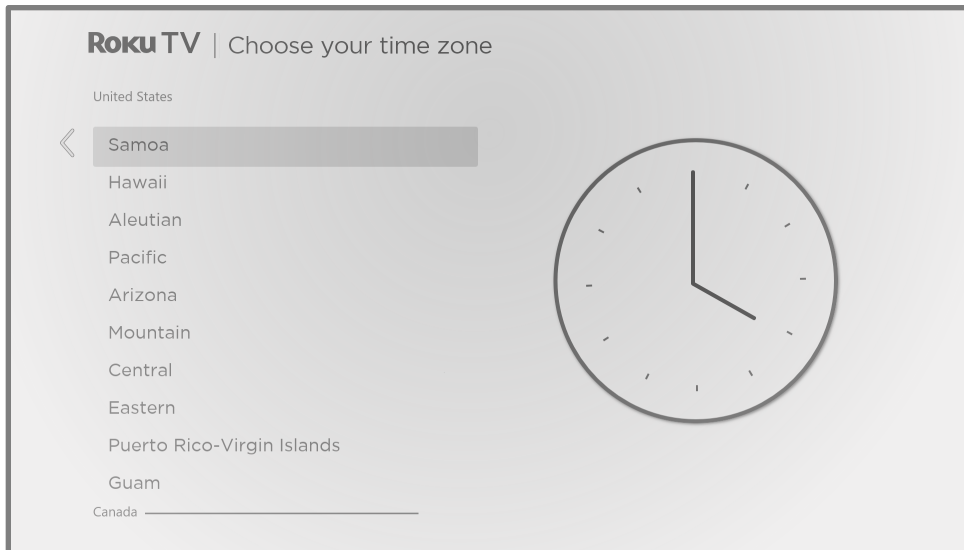 Roku TV | Choose your time zone
United States
Samoa
Hawaii
Aleutian
Pacific
Arizona
Mountain
Central
Eastern
Puerto Rico-Virgin Islands
Guam
Canada